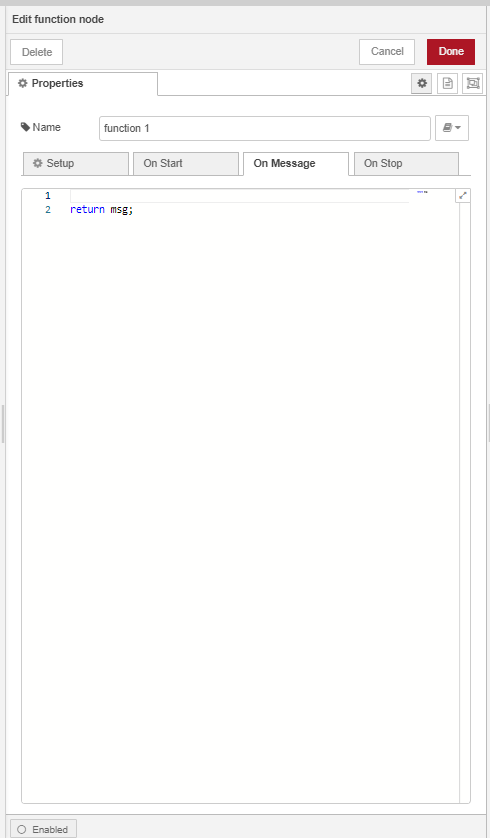 Edit function node
Delete
Cancel
Done
Properties
Name
function 1
Setup
On Start
On Message
On Stop
1
2 return msg;
Enabled